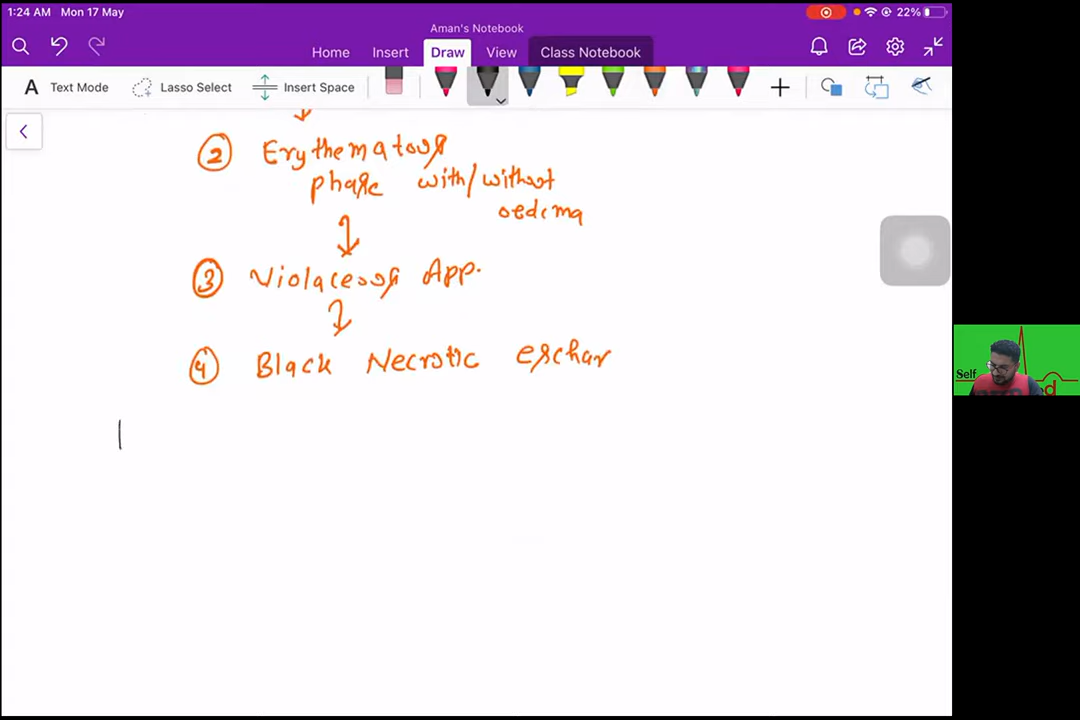 1:24 AM Mon 17 May
22%
Aman's Notebook
Home Insert Draw View Class Notebook
A Text Mode Lasso Select Insert Space
② Erythematous
phase with/without
oedema
③ Violaceous App.
④ Black Necrotic eschar
Self